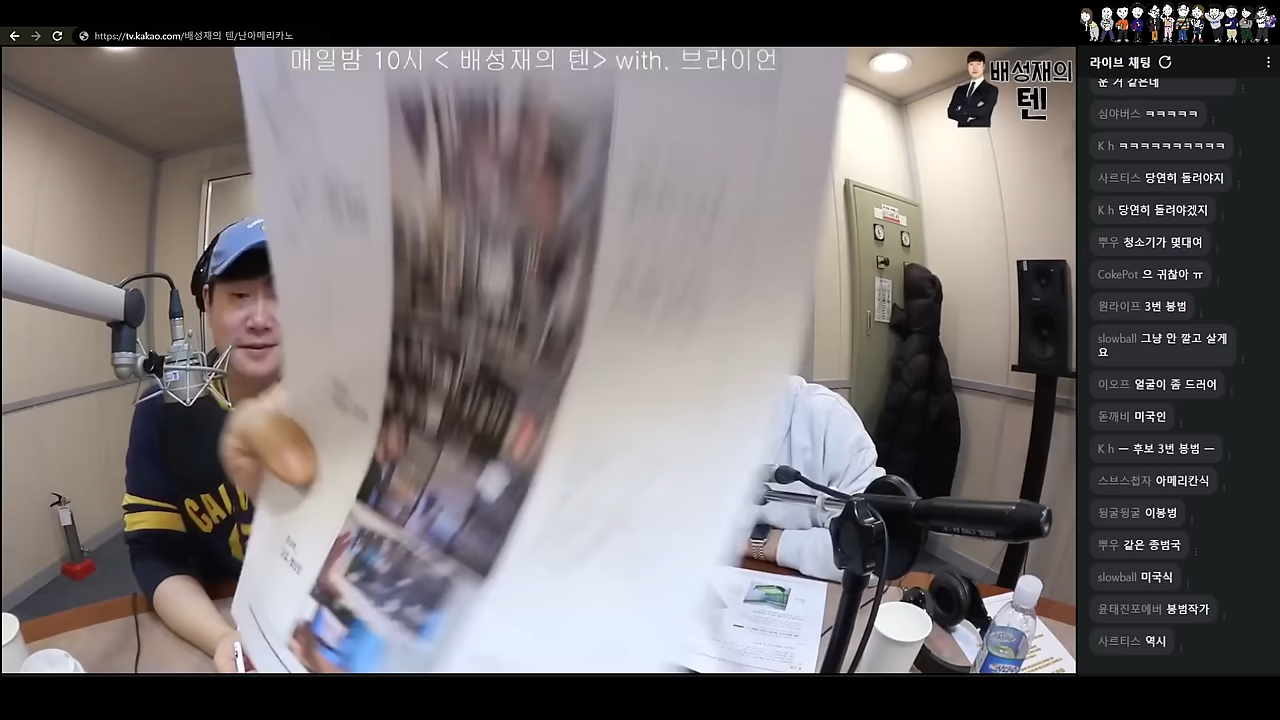 https://tv.kakao.com/배성재의 텐/난아메리카노
매일밤 10시 < 배성재의 텐> with. 브라이언
배성재의
텐
라이브 채팅
운 거 같은데
심야버스 ㅋㅋㅋㅋㅋ
K h ㅋㅋㅋㅋㅋㅋㅋㅋㅋㅋ
사르티스 당연히 돌려야지
K h 당연히 돌려야겠지
뿌우 청소기가 몇대여
CokePot 으 귀찮아 ㅠ
원라이프 3번 봉범
slowball 그냥 안 깔고 살게
요
이오프 얼굴이 좀 드러어
돋깨비 미국인
K h ㅡ 후보 3번 봉범 ㅡ
스브스첩자 아메리칸식
뒹굴뒹굴 이봉범
뿌우 같은 종범국
slowball 미국식
윤태진포에버 봉범작가
사르티스 역시